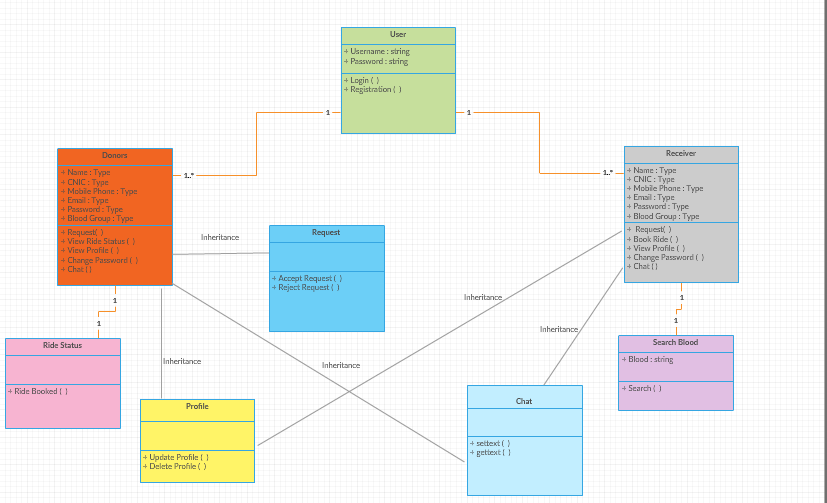 User
+ Username : string
+ Password : string
+ Login ( )
+ Registration ( )
1
1
Donors
+ Name : Type
+ CNIC : Type
+ Mobile Phone : Type
+ Email : Type
+ Password : Type
+ Blood Group : Type
+ Request( )
+ View Ride Status ( )
+ View Profile ( )
+ Change Password ( )
+ Chat ( )
1..*
Receiver
+ Name : Type
+ CNIC : Type
+ Mobile Phone : Type
+ Email : Type
+ Password : Type
+ Blood Group : Type
+ Request( )
+ Book Ride ( )
+ View Profile ( )
+ Change Password ( )
+ Chat ( )
1..*
Inheritance
Request
+ Accept Request ( )
+ Reject Request ( )
Inheritance
Inheritance
1
1
1
1
Ride Status
+ Ride Booked ( )
Inheritance
Inheritance
Search Blood
+ Blood : string
+ Search ( )
Profile
+ Update Profile ( )
+ Delete Profile ( )
Chat
+ settext ( )
+ gettext ( )